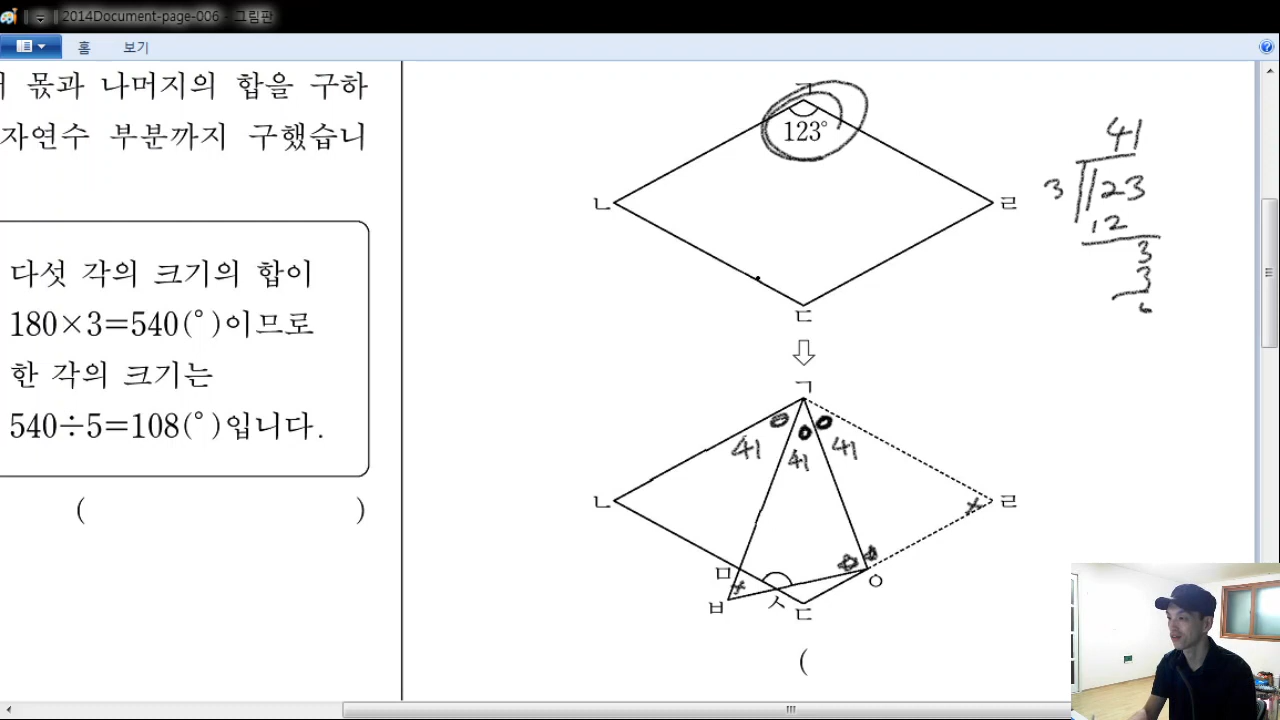 2014Document-page-006 - 그림판
홈 보기
몫과 나머지의 합을 구하
자연수 부분까지 구했습니
다섯 각의 크기의 합이
180×3=540(°)이므로
한 각의 크기는
540÷5=108(°)입니다.
( )
ㄱ
123°
ㄴ
ㄹ
ㄷ
⇩
ㄱ
41 41 41
ㄴ
ㄹ
ㅁ
ㅂ
ㅅ
ㄷ
ㅇ
(
41
3 123
12
3
3